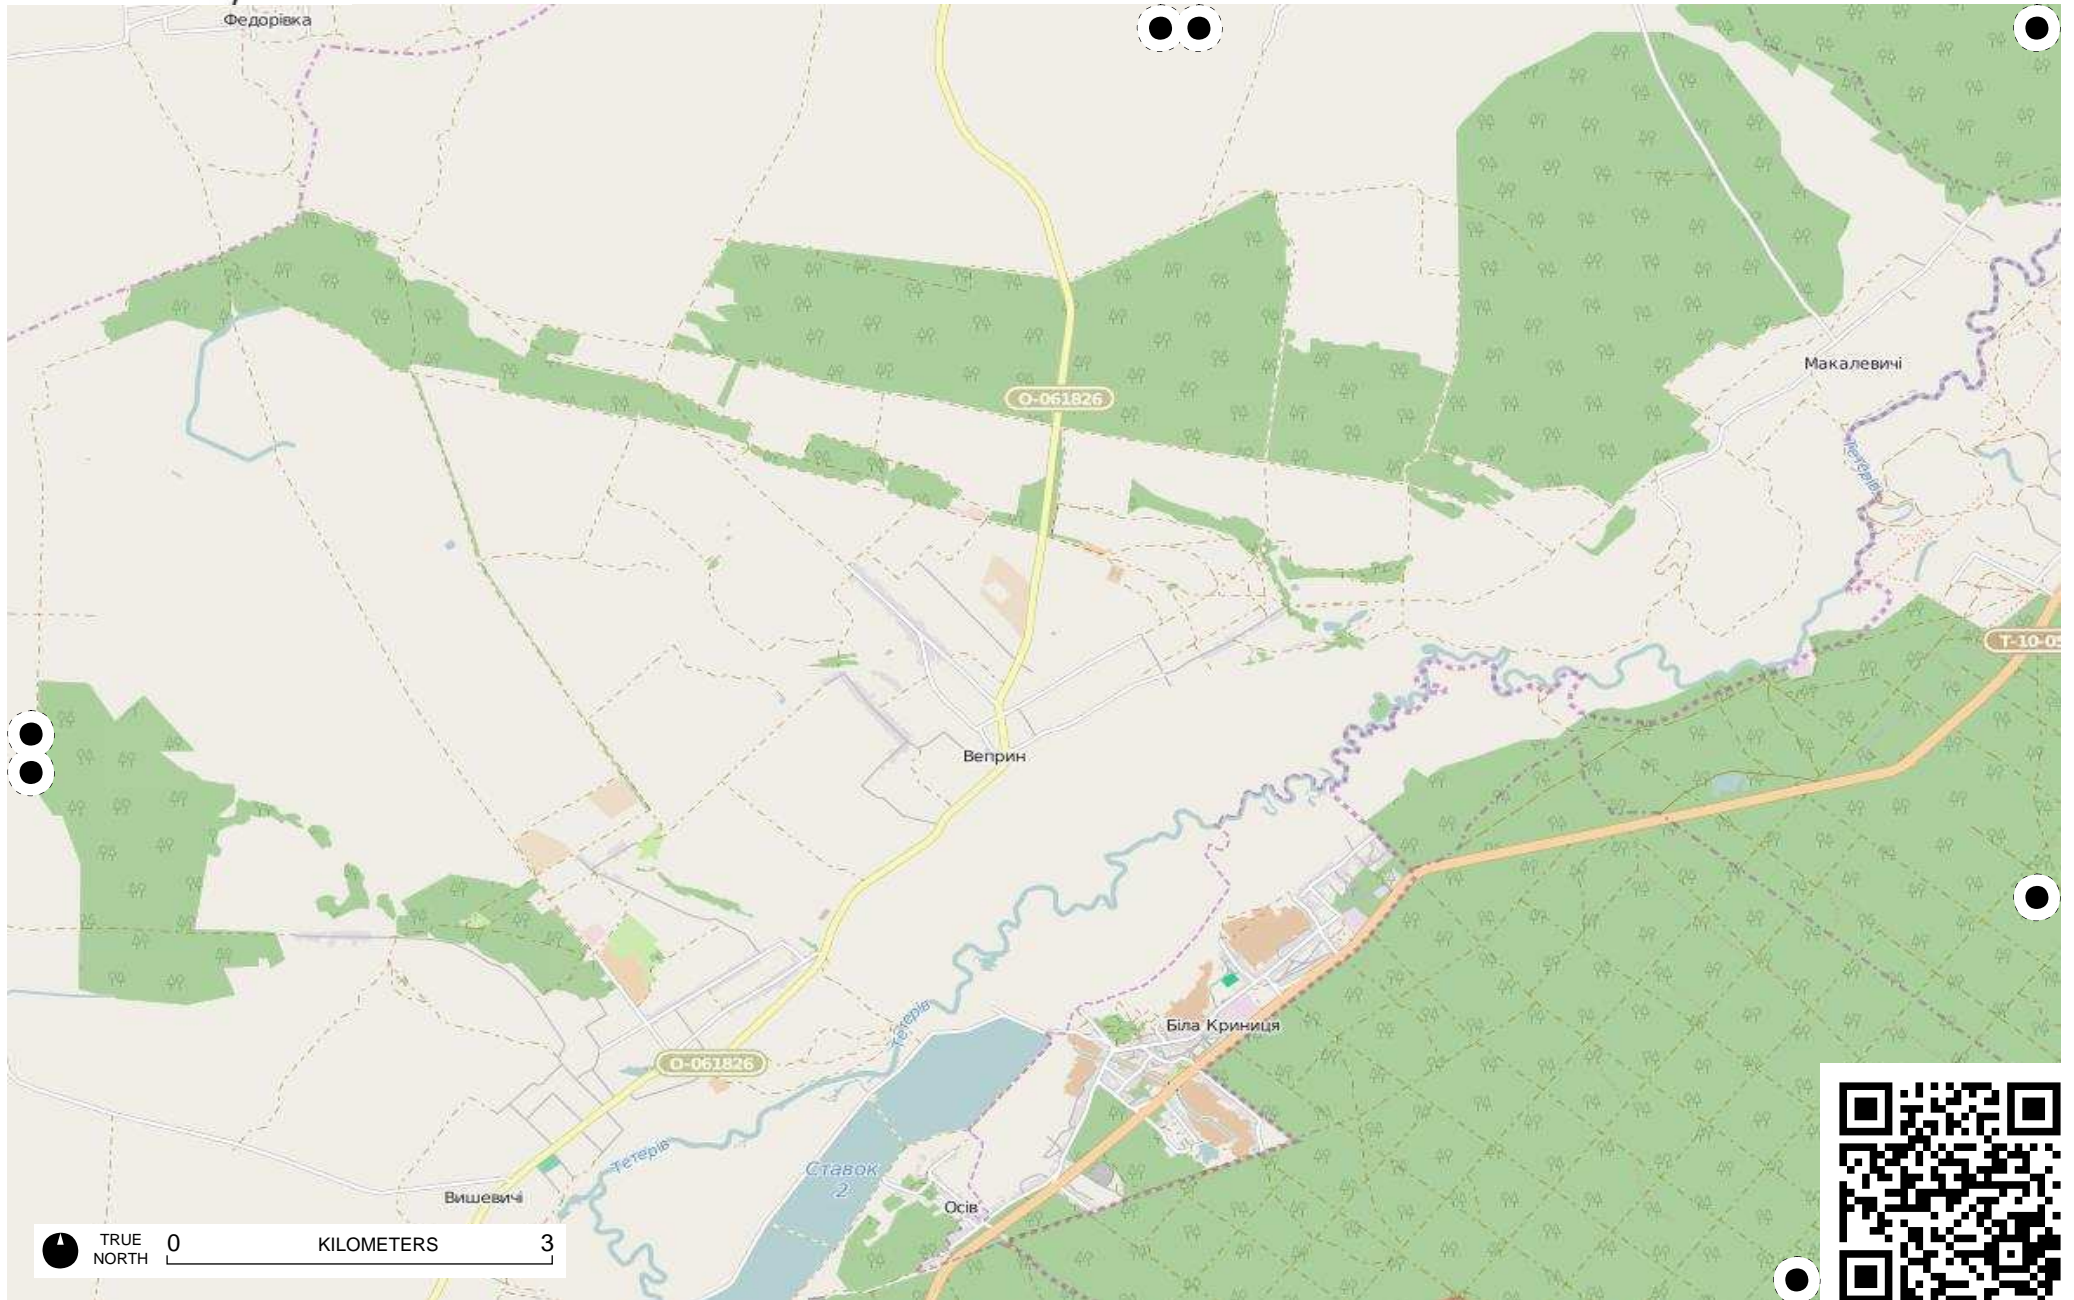 Федорівка
О-061826
Макалевичі
Тетерів
Т-10-05
Веприн
Тетерів
Біла Криниця
О-061826
Тетерів
Ставок
2
Вишевичі
Осів
TRUE
NORTH
0 KILOMETERS 3